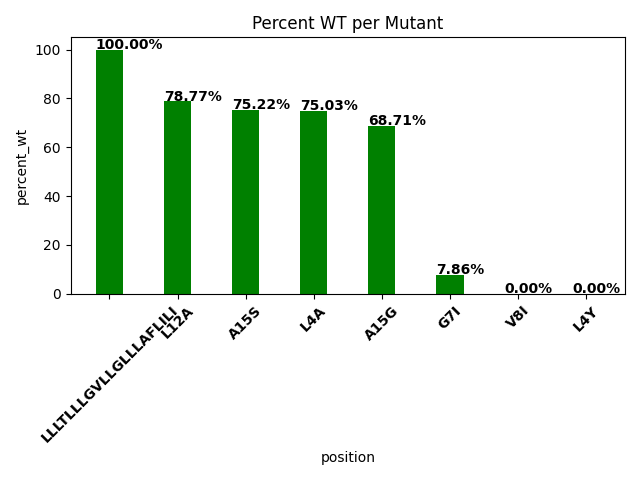 Percent WT per Mutant
percent_wt
100
80
60
40
20
0
100.00%
78.77%
75.22%
75.03%
68.71%
7.86%
0.00%
0.00%
LLLTLLLGVLLGLLLAFLILI
L12A
A15S
L4A
A15G
G7I
V8I
L4Y
position